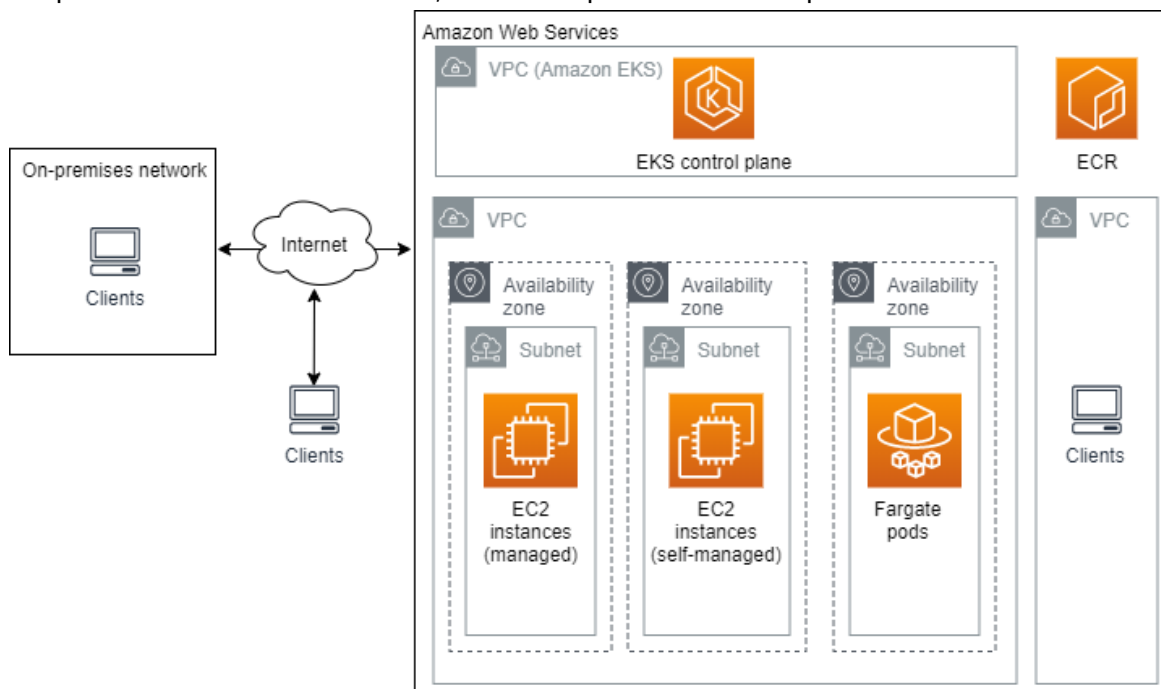 Amazon Web Services
VPC (Amazon EKS)
EKS control plane
ECR
On-premises network
Clients
Internet
Clients
VPC
Availability
zone
Subnet
EC2
instances
(managed)
Availability
zone
Subnet
EC2
instances
(self-managed)
Availability
zone
Subnet
Fargate
pods
VPC
Clients